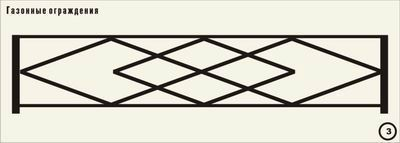 Газонные ограждения
3